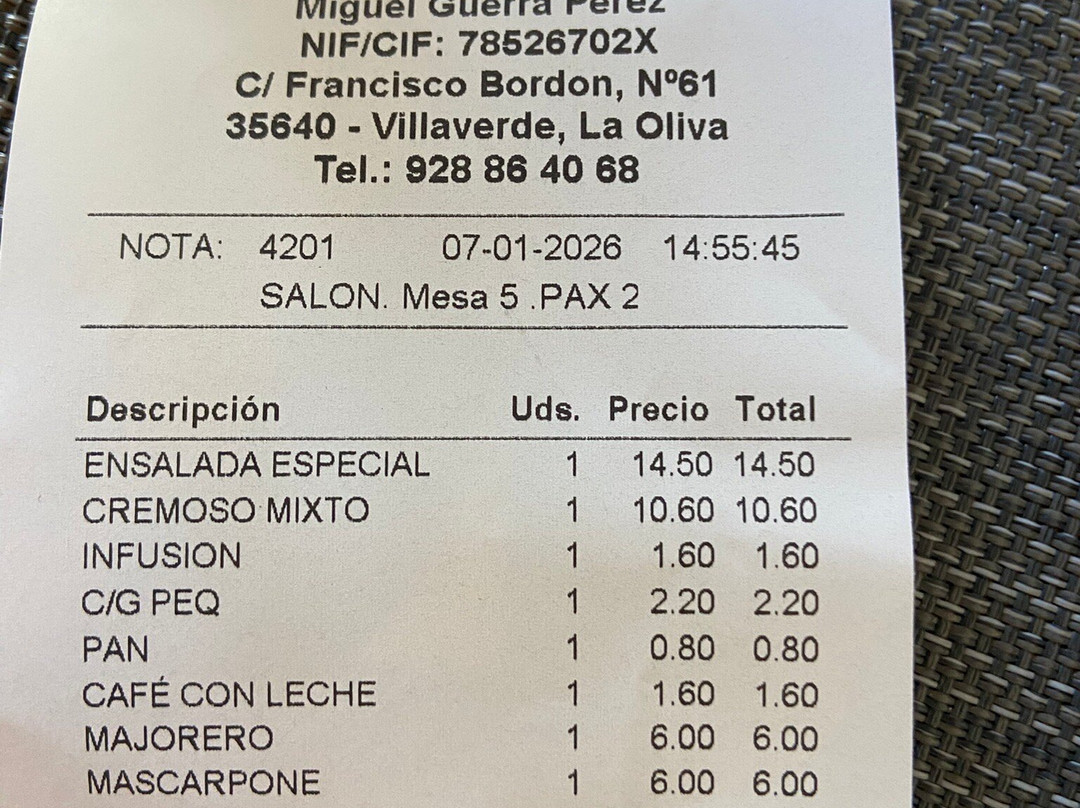 Miguel Guerra Perez
NIF/CIF: 78526702X
C/ Francisco Bordon, Nº61
35640 - Villaverde, La Oliva
Tel.: 928 86 40 68
NOTA: 4201 07-01-2026 14:55:45
SALON. Mesa 5 .PAX 2
Descripción Uds. Precio Total
ENSALADA ESPECIAL 1 14.50 14.50
CREMOSO MIXTO 1 10.60 10.60
INFUSION 1 1.60 1.60
C/G PEQ 1 2.20 2.20
PAN 1 0.80 0.80
CAFÉ CON LECHE 1 1.60 1.60
MAJORERO 1 6.00 6.00
MASCARPONE 1 6.00 6.00